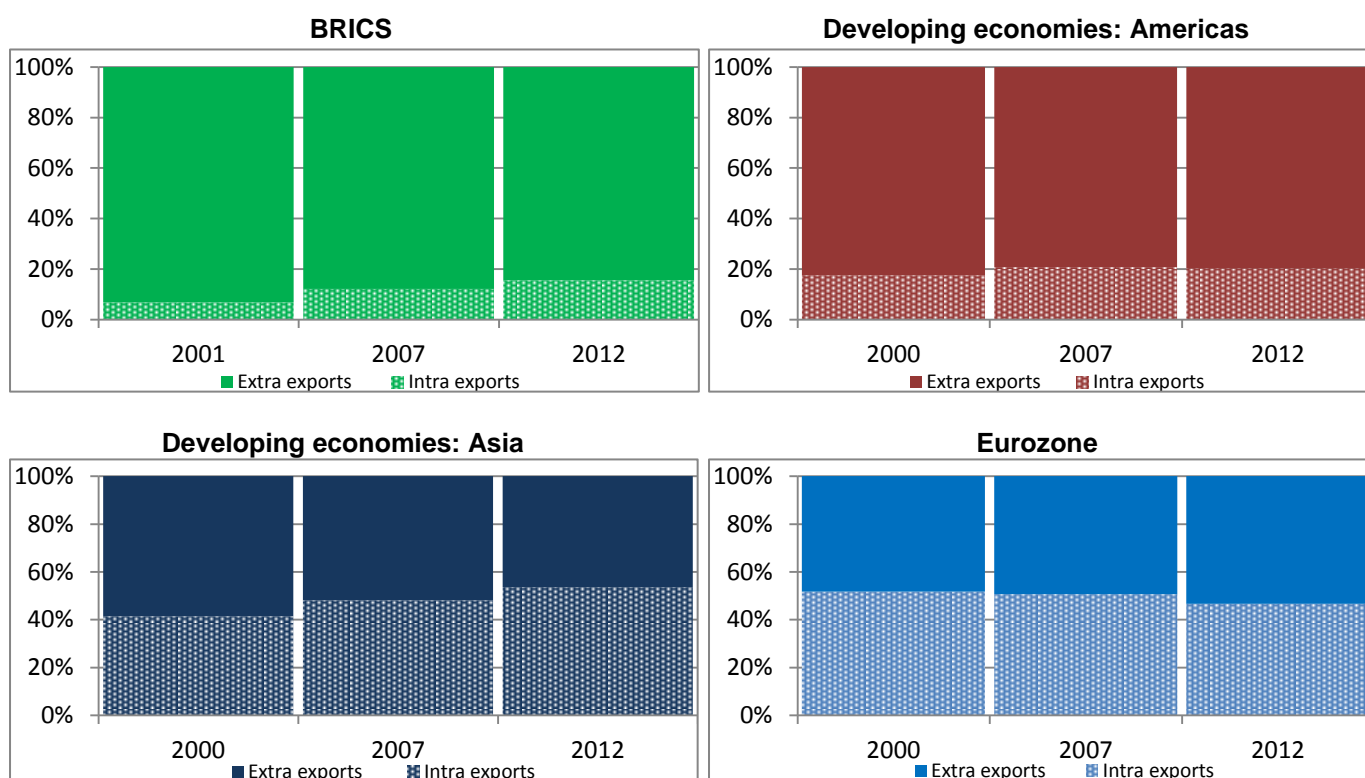 BRICS
100%
80%
60%
40%
20%
0%
2001 2007 2012
Extra exports Intra exports
Developing economies: Americas
100%
80%
60%
40%
20%
0%
2000 2007 2012
Extra exports Intra exports
Developing economies: Asia
100%
80%
60%
40%
20%
0%
2000 2007 2012
Extra exports Intra exports
Eurozone
100%
80%
60%
40%
20%
0%
2000 2007 2012
Extra exports Intra exports